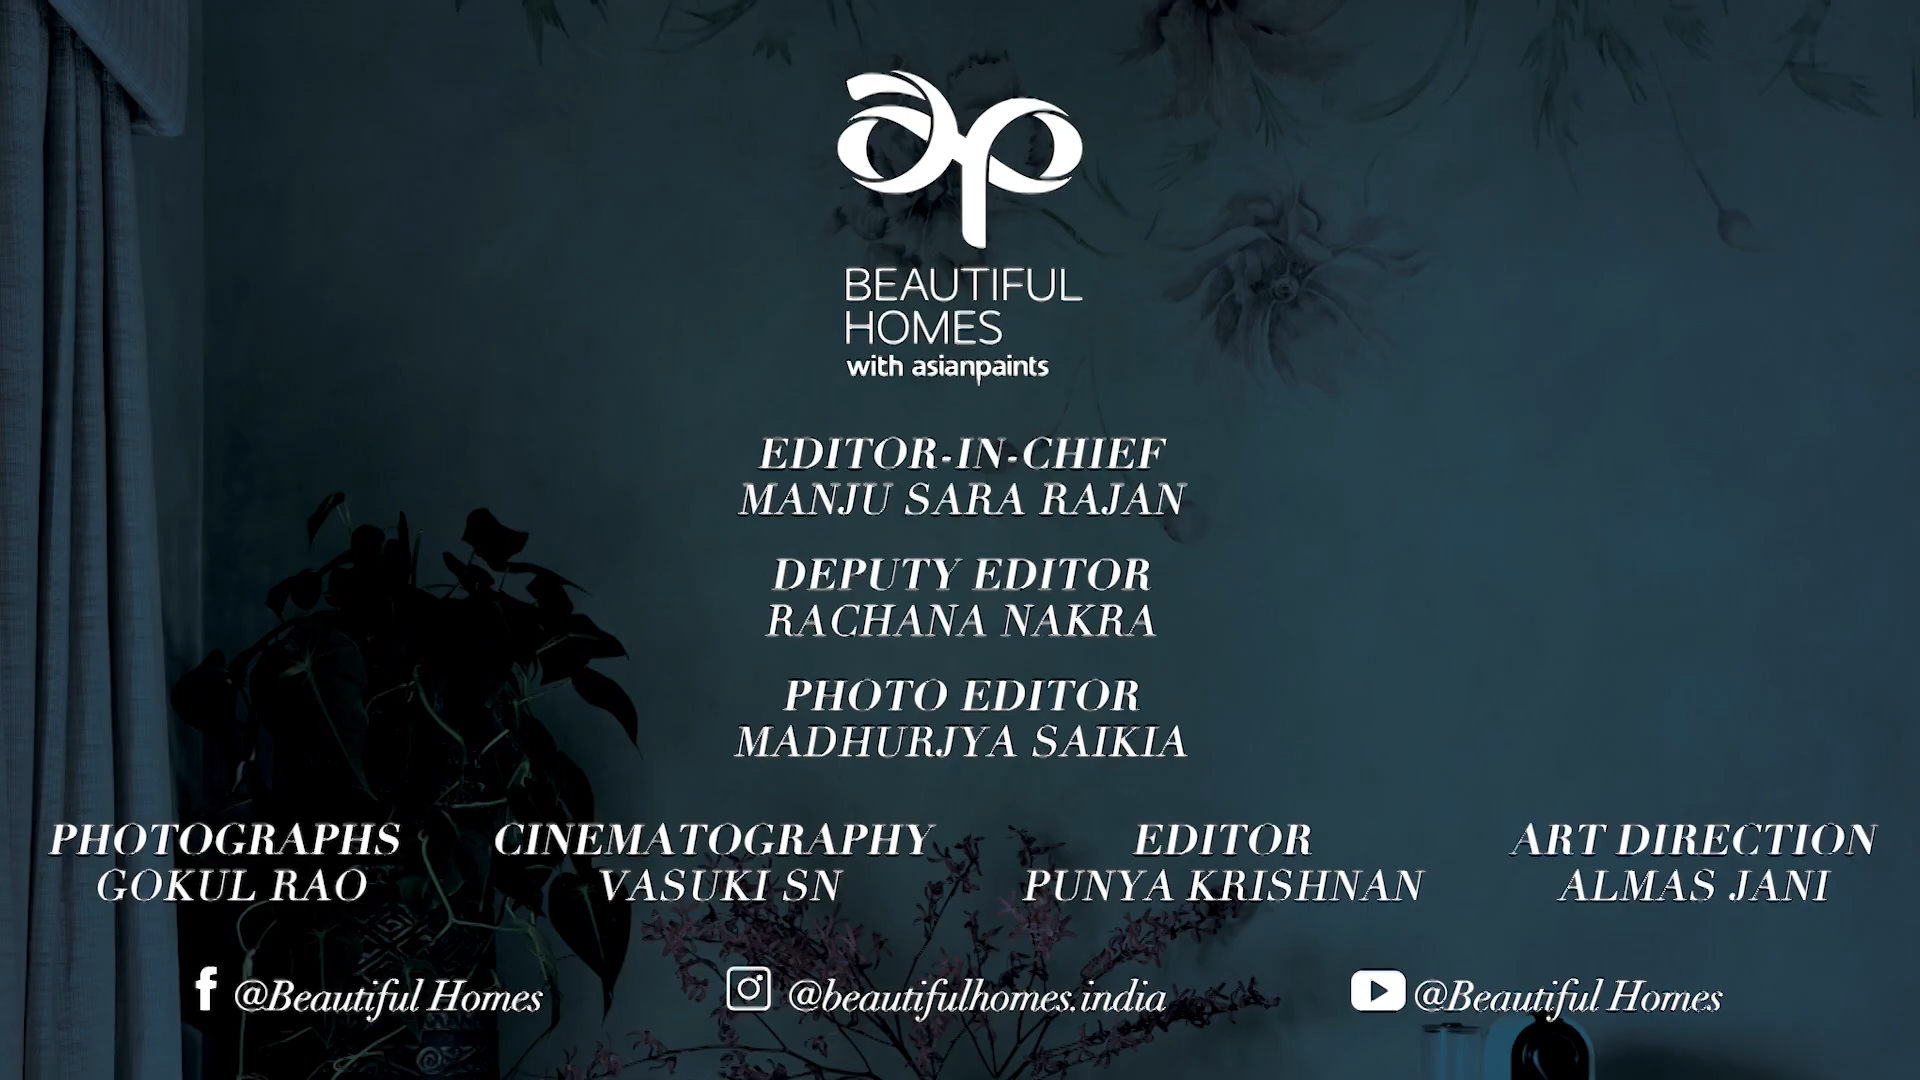 ap
BEAUTIFUL
HOMES
with asianpaints
EDITOR-IN-CHIEF
MANJU SARA RAJAN
DEPUTY EDITOR
RACHANA NAKRA
PHOTO EDITOR
MADHURJYA SAIKIA
PHOTOGRAPHS
GOKUL RAO
CINEMATOGRAPHY
VASUKI SN
EDITOR
PUNYA KRISHNAN
ART DIRECTION
ALMAS JANI
@Beautiful Homes
@beautifulhomes.india
@Beautiful Homes